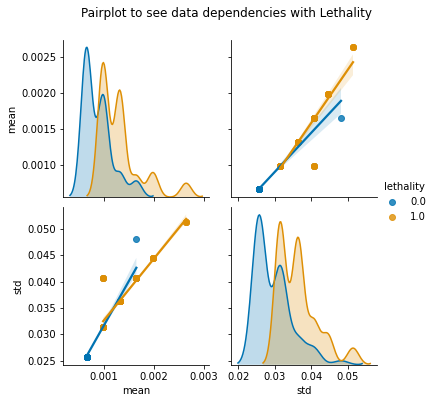 Pairplot to see data dependencies with Lethality
0.0025
0.0020
0.0015
0.0010
mean
lethality
0.0
1.0
0.050
0.045
0.040
0.035
0.030
0.025
std
0.001 0.002 0.003
0.02 0.03 0.04 0.05
mean std